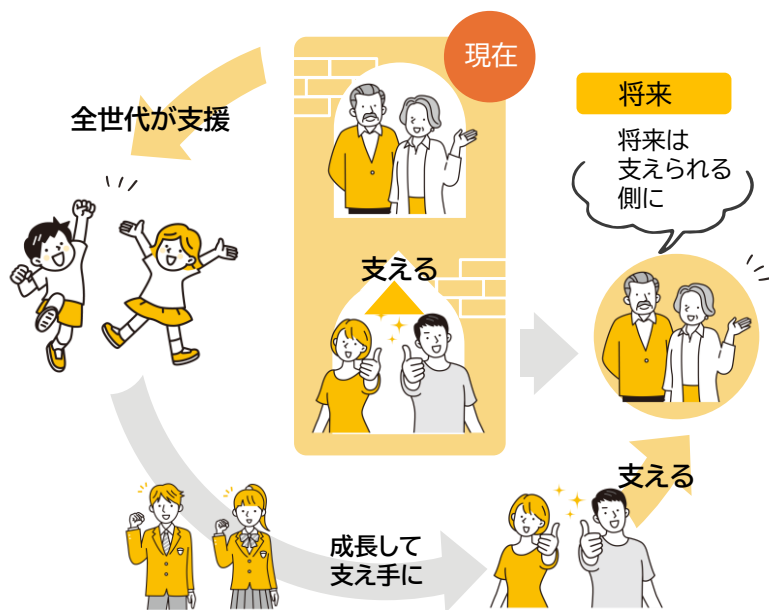 現在
全世代が支援
支える
将来
将来は
支えられる
側に
支える
成長して
支え手に